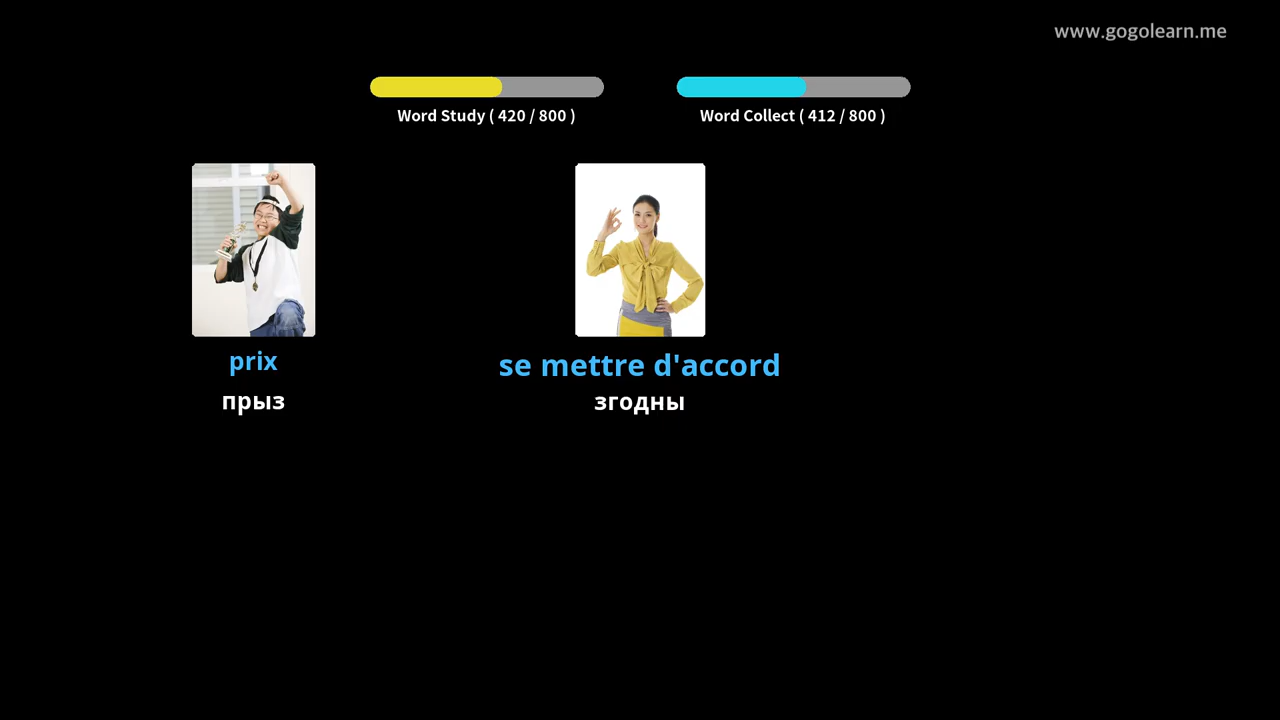 www.gogolearn.me
Word Study ( 420 / 800 )
Word Collect ( 412 / 800 )
prix
прыз
se mettre d'accord
згодны